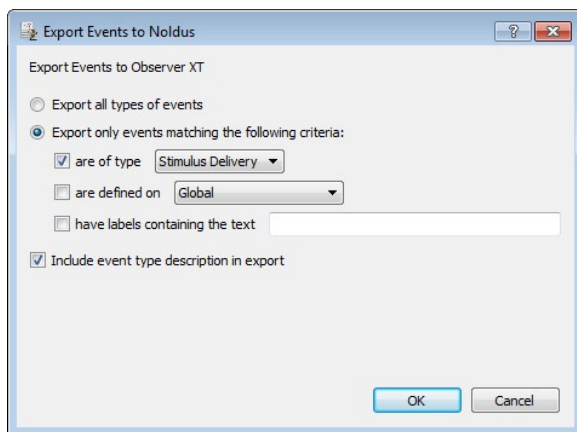 Export Events to Noldus
Export Events to Observer XT
Export all types of events
Export only events matching the following criteria:
are of type Stimulus Delivery
are defined on Global
have labels containing the text
Include event type description in export
OK Cancel